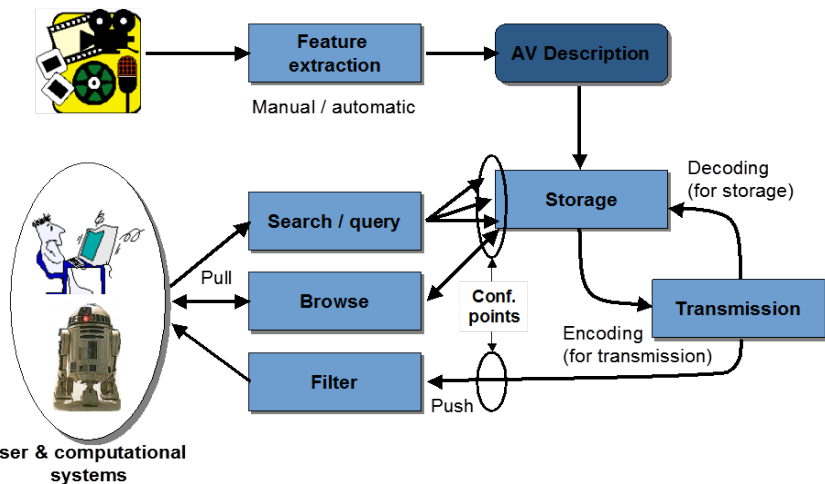 Feature
extraction
AV Description
Manual / automatic
Decoding
(for storage)
Search / query
Storage
Pull
Browse
Conf.
points
Transmission
Encoding
(for transmission)
Filter
Push
ser & computational
systems